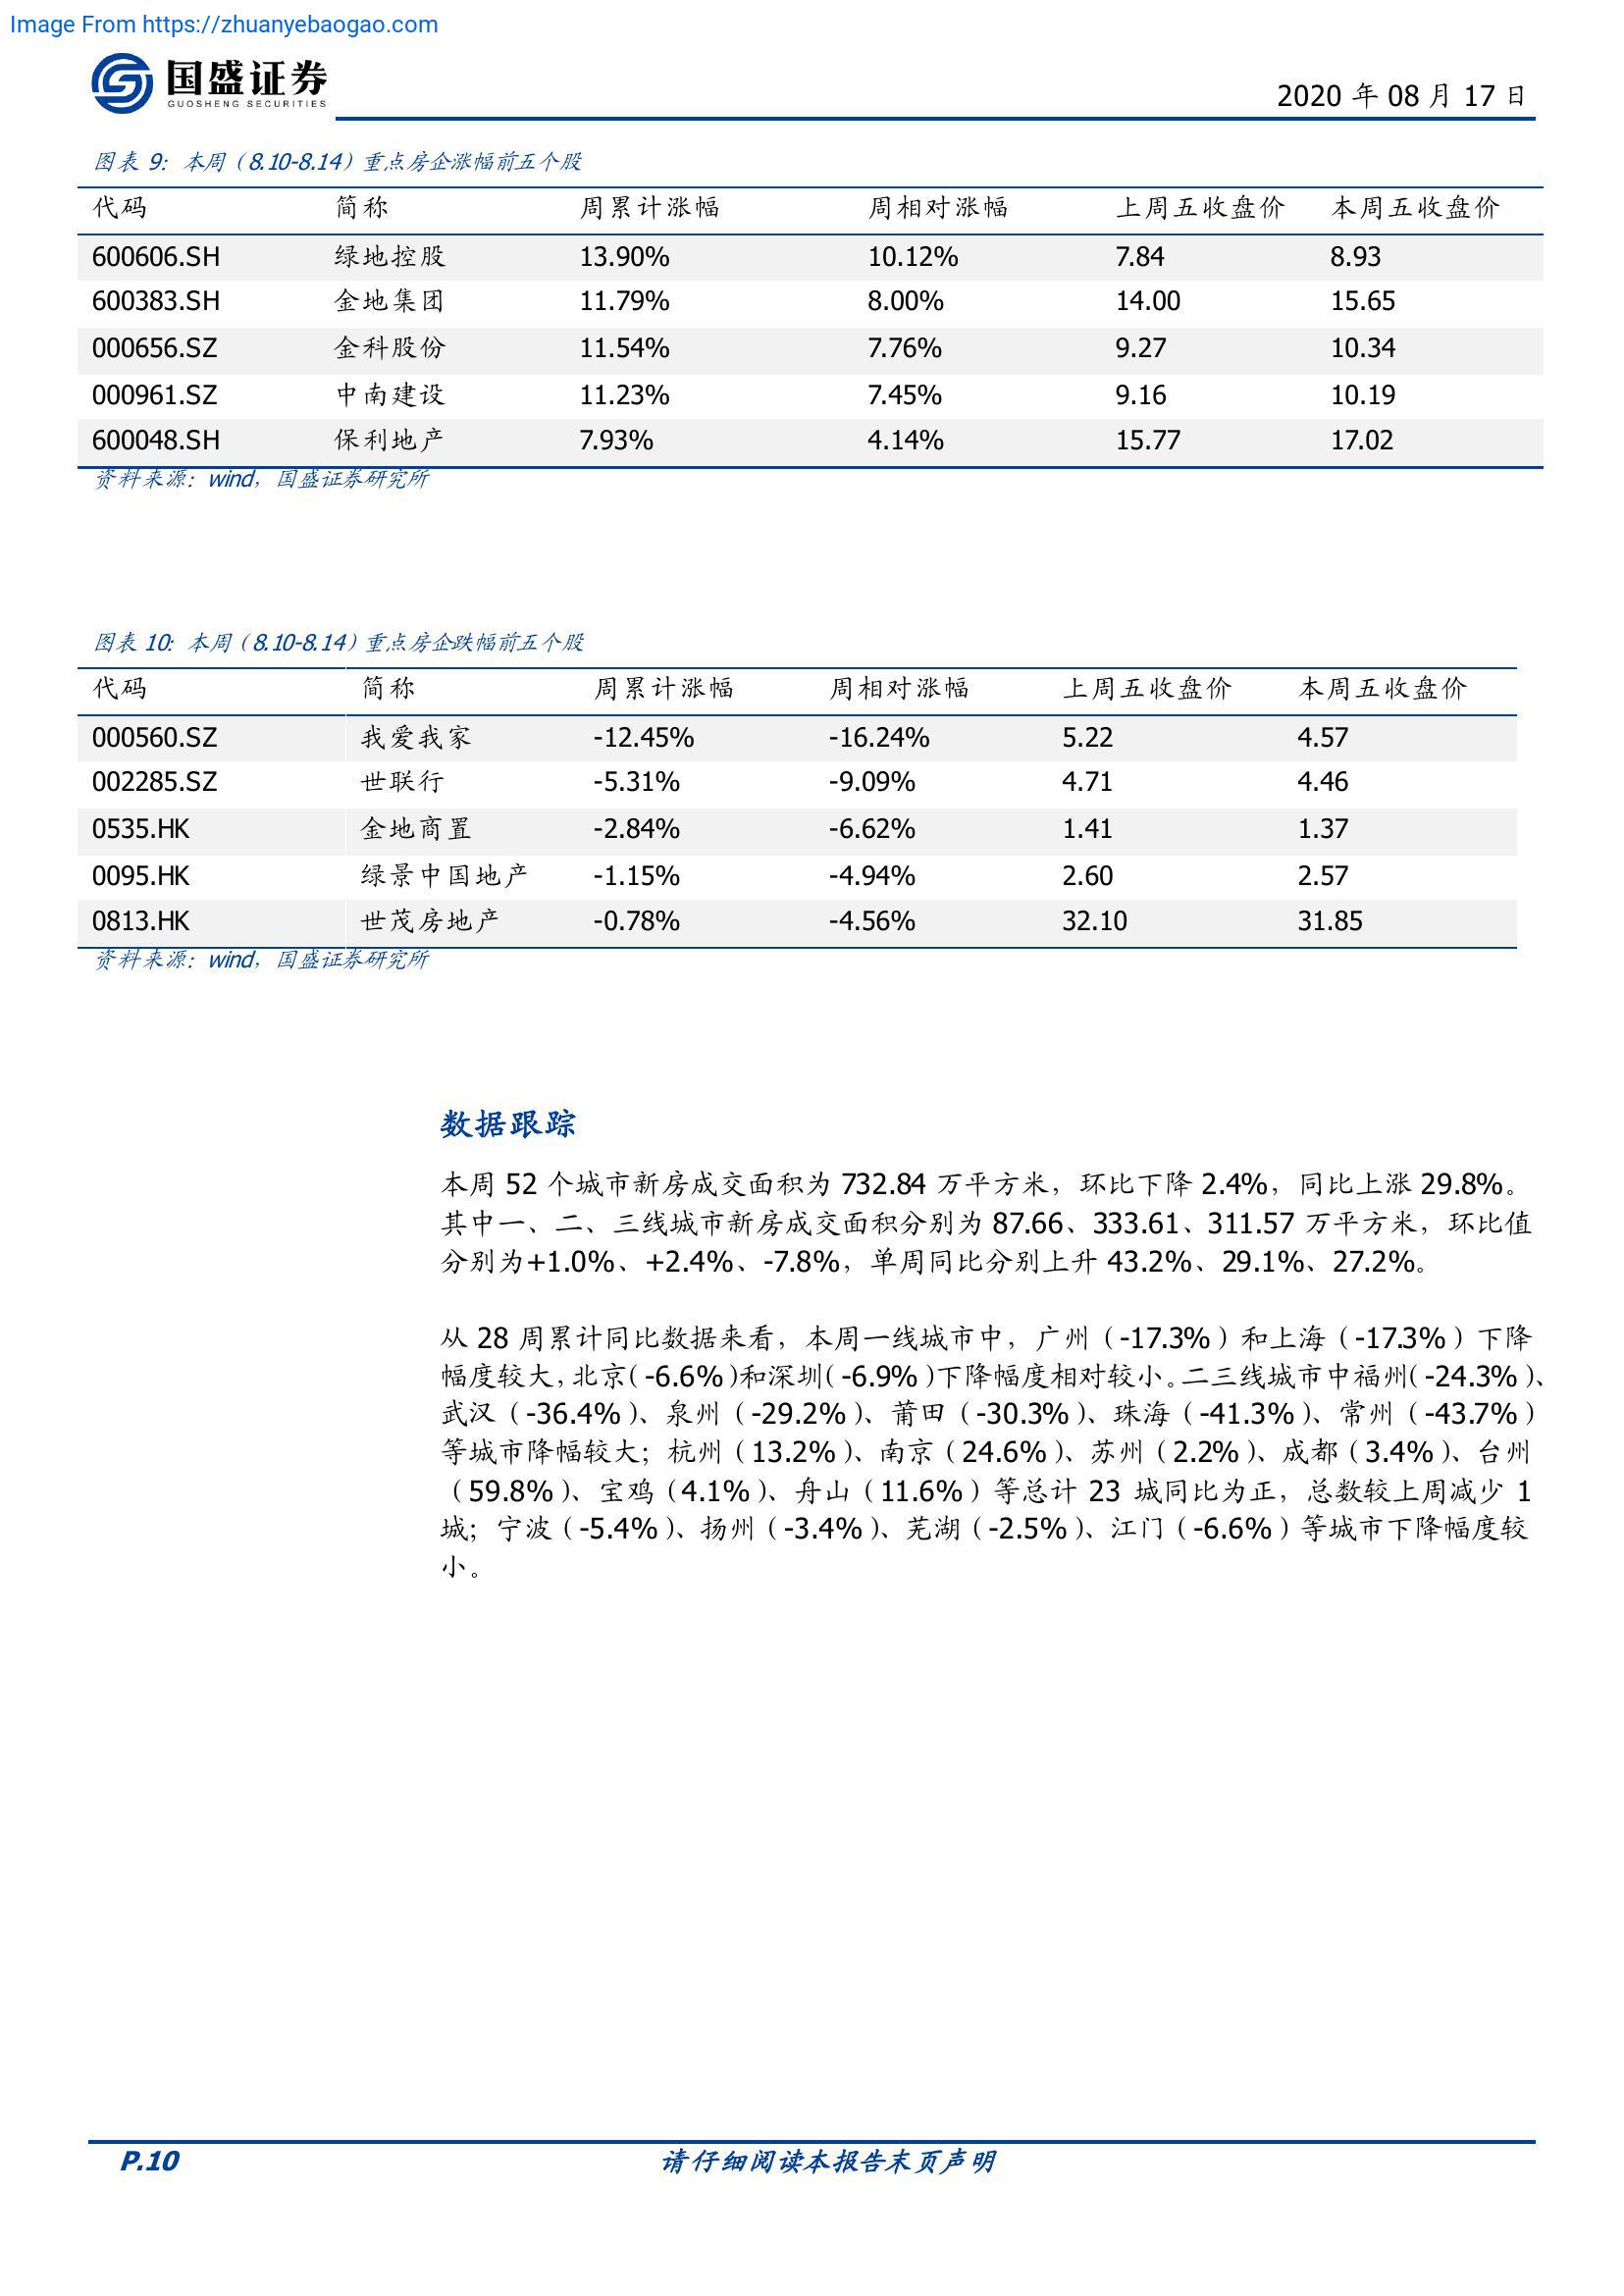 Image From https://zhuanyebaogao.com
国盛证券
GUOSHENG SECURITIES
2020 年 08 月 17 日
图表 9：本周（8.10-8.14）重点房企涨幅前五个股
代码 简称 周累计涨幅 周相对涨幅 上周五收盘价 本周五收盘价
600606.SH 绿地控股 13.90% 10.12% 7.84 8.93
600383.SH 金地集团 11.79% 8.00% 14.00 15.65
000656.SZ 金科股份 11.54% 7.76% 9.27 10.34
000961.SZ 中南建设 11.23% 7.45% 9.16 10.19
600048.SH 保利地产 7.93% 4.14% 15.77 17.02
资料来源：wind，国盛证券研究所
图表 10：本周（8.10-8.14）重点房企跌幅前五个股
代码 简称 周累计涨幅 周相对涨幅 上周五收盘价 本周五收盘价
000560.SZ 我爱我家 -12.45% -16.24% 5.22 4.57
002285.SZ 世联行 -5.31% -9.09% 4.71 4.46
0535.HK 金地商置 -2.84% -6.62% 1.41 1.37
0095.HK 绿景中国地产 -1.15% -4.94% 2.60 2.57
0813.HK 世茂房地产 -0.78% -4.56% 32.10 31.85
资料来源：wind，国盛证券研究所
数据跟踪
本周 52 个城市新房成交面积为 732.84 万平方米，环比下降 2.4%，同比上涨 29.8%。
其中一、二、三线城市新房成交面积分别为 87.66、333.61、311.57 万平方米，环比值
分别为+1.0%、+2.4%、-7.8%，单周同比分别上升 43.2%、29.1%、27.2%。
从 28 周累计同比数据来看，本周一线城市中，广州（-17.3%）和上海（-17.3%）下降
幅度较大，北京（-6.6%）和深圳（-6.9%）下降幅度相对较小。二三线城市中福州（-24.3%）、
武汉（-36.4%）、泉州（-29.2%）、莆田（-30.3%）、珠海（-41.3%）、常州（-43.7%）
等城市降幅较大；杭州（13.2%）、南京（24.6%）、苏州（2.2%）、成都（3.4%）、台州
（59.8%）、宝鸡（4.1%）、舟山（11.6%）等总计 23 城同比为正，总数较上周减少 1
城；宁波（-5.4%）、扬州（-3.4%）、芜湖（-2.5%）、江门（-6.6%）等城市下降幅度较
小。
P.10 请仔细阅读本报告末页声明